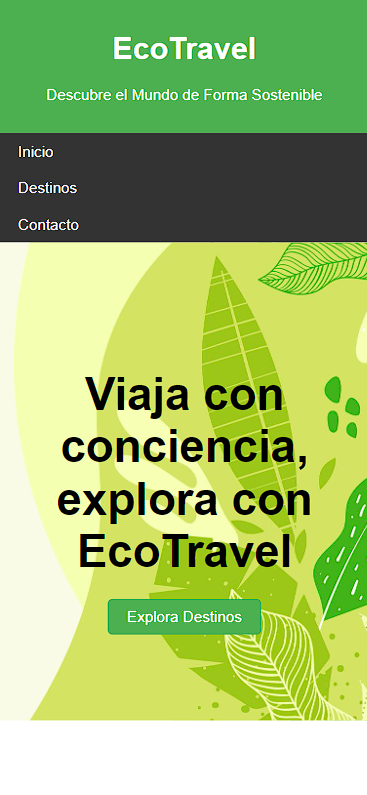 EcoTravel
Descubre el Mundo de Forma Sostenible
Inicio
Destinos
Contacto
Viaja con
conciencia,
explora con
EcoTravel
Explora Destinos